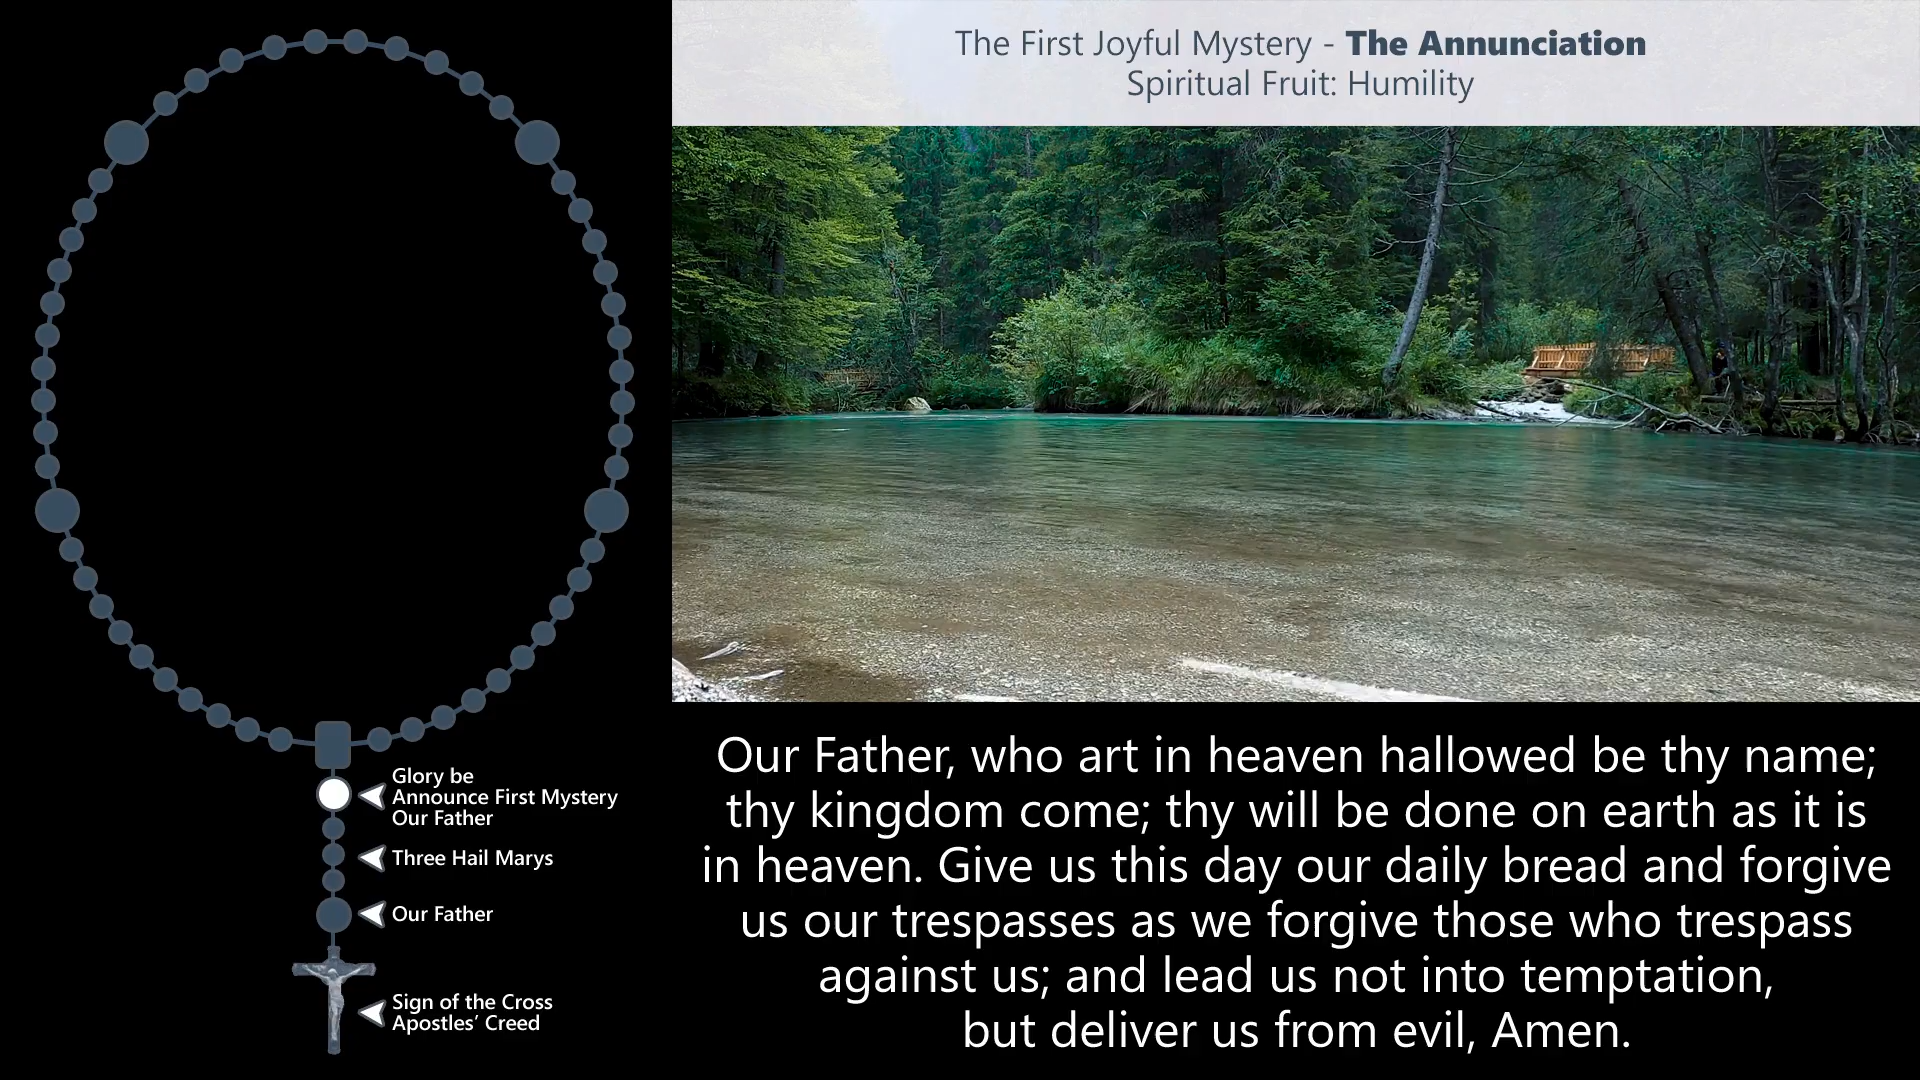 The First Joyful Mystery - The Annunciation
Spiritual Fruit: Humility
Glory be
Announce First Mystery
Our Father
Three Hail Marys
Our Father
Sign of the Cross
Apostles’ Creed
Our Father, who art in heaven hallowed be thy name;
thy kingdom come; thy will be done on earth as it is
in heaven. Give us this day our daily bread and forgive
us our trespasses as we forgive those who trespass
against us; and lead us not into temptation,
but deliver us from evil, Amen.